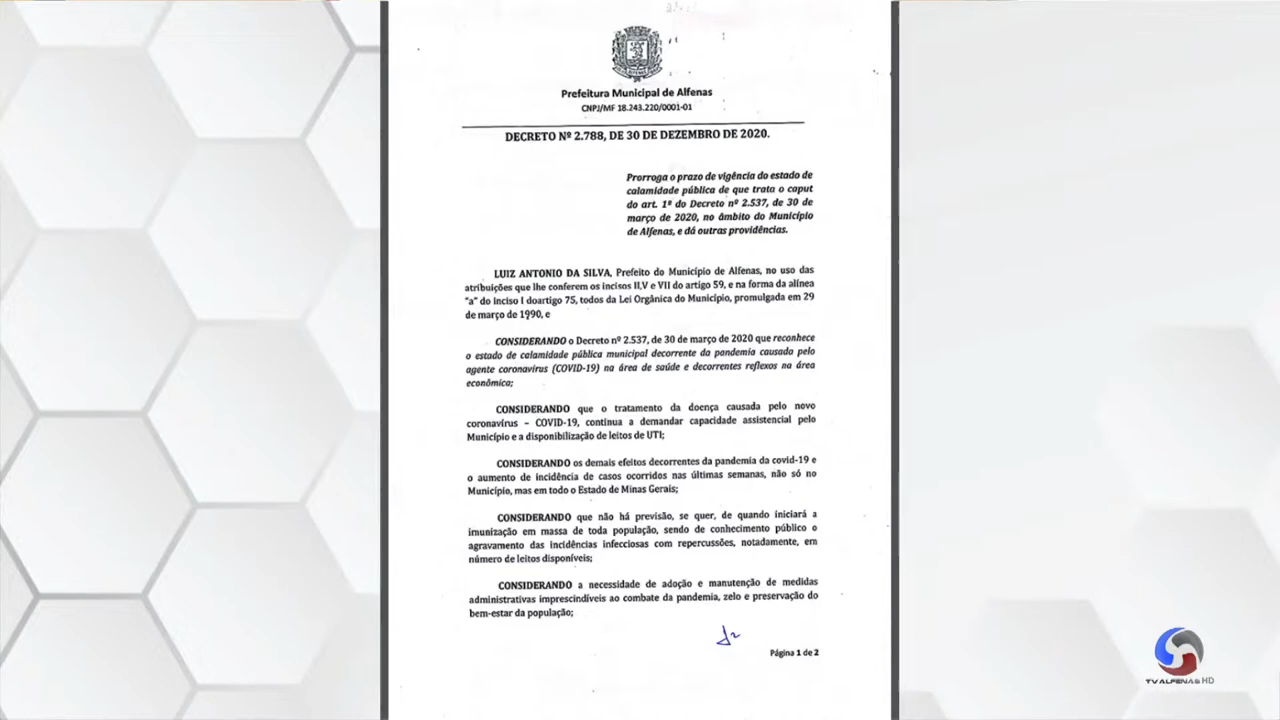 Prefeitura Municipal de Alfenas
CNPJ/MF 18.243.220/0001-01
DECRETO Nº 2.788, DE 30 DE DEZEMBRO DE 2020.
Prorroga o prazo de vigência do estado de
calamidade pública de que trata o caput
do art. 1º do Decreto nº 2.537, de 30 de
março de 2020, no âmbito do Município
de Alfenas, e dá outras providências.
LUIZ ANTONIO DA SILVA, Prefeito do Município de Alfenas, no uso das
atribuições que lhe conferem os incisos II,V e VII do artigo 59, e na forma da alínea
"a" do inciso I doartigo 75, todos da Lei Orgânica do Município, promulgada em 29
de março de 1990, e
CONSIDERANDO o Decreto nº 2.537, de 30 de março de 2020 que reconhece
o estado de calamidade pública municipal decorrente da pandemia causada pelo
agente coronavírus (COVID-19) na área de saúde e decorrentes reflexos na área
econômica;
CONSIDERANDO que o tratamento da doença causada pelo novo
coronavírus – COVID-19, continua a demandar capacidade assistencial pelo
Município e a disponibilização de leitos de UTI;
CONSIDERANDO os demais efeitos decorrentes da pandemia da covid-19 e
o aumento de incidência de casos ocorridos nas últimas semanas, não só no
Município, mas em todo o Estado de Minas Gerais;
CONSIDERANDO que não há previsão, se quer, de quando iniciará a
imunização em massa de toda população, sendo de conhecimento público o
agravamento das incidências infecciosas com repercussões, notadamente, em
número de leitos disponíveis;
CONSIDERANDO a necessidade de adoção e manutenção de medidas
administrativas imprescindíveis ao combate da pandemia, zelo e preservação do
bem-estar da população;
Página 1 de 2
TV ALFENAS HD